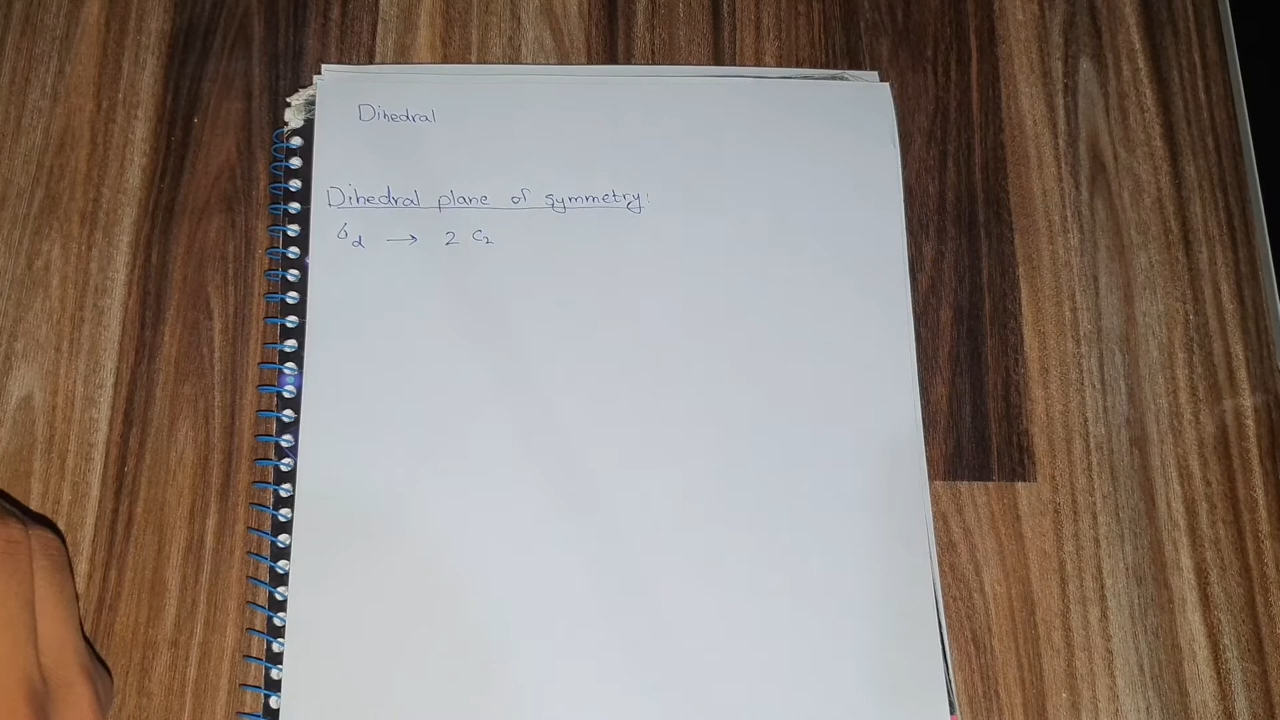 Dihedral
Dihedral plane of symmetry:
σd → 2 C2